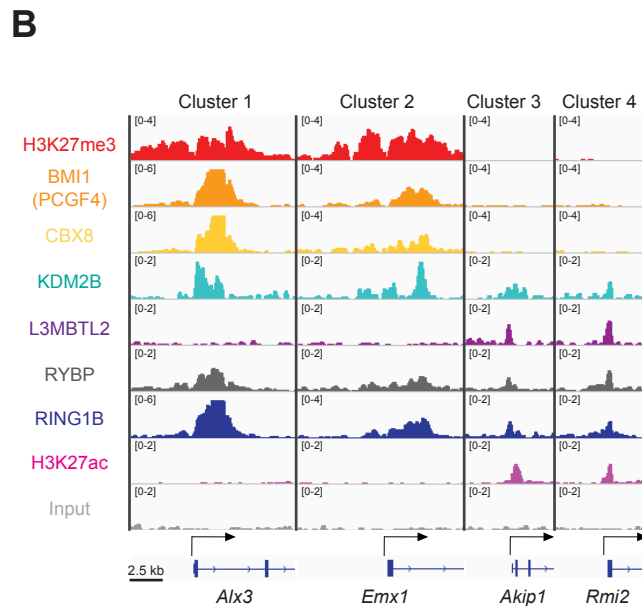 B
Cluster 1 Cluster 2 Cluster 3 Cluster 4
H3K27me3 [0-4] [0-4] [0-4] [0-4]
BMI1
(PCGF4) [0-6] [0-4] [0-4] [0-4]
CBX8 [0-6] [0-4] [0-4] [0-4]
KDM2B [0-2] [0-2] [0-2] [0-2]
L3MBTL2 [0-2] [0-2] [0-2] [0-2]
RYBP [0-2] [0-2] [0-2] [0-2]
RING1B [0-6] [0-4] [0-2] [0-2]
H3K27ac [0-2] [0-2] [0-2] [0-2]
Input [0-2] [0-2] [0-2] [0-2]
2.5 kb
Alx3 Emx1 Akip1 Rmi2